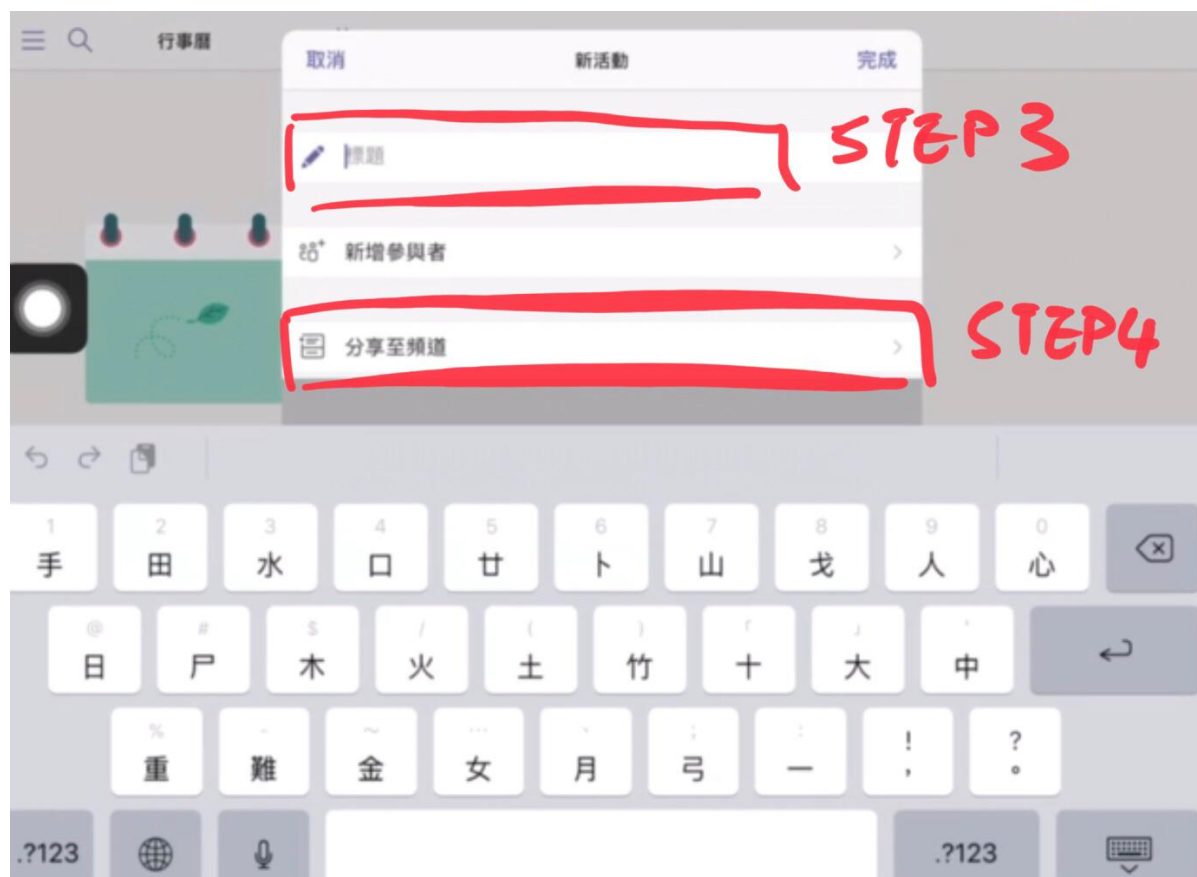 行事曆
取消 新活動 完成
標題 STEP 3
新增參與者
分享至頻道 STEP4
1 2 3 4 5 6 7 8 9 0
手 田 水 口 廿 卜 山 戈 人 心
@ # $ / ( ) 「 」 '
日 尸 木 火 土 竹 十 大 中
% - ~ … 、 ; : ! ?
重 難 金 女 月 弓 一 , 。
.?123 .?123